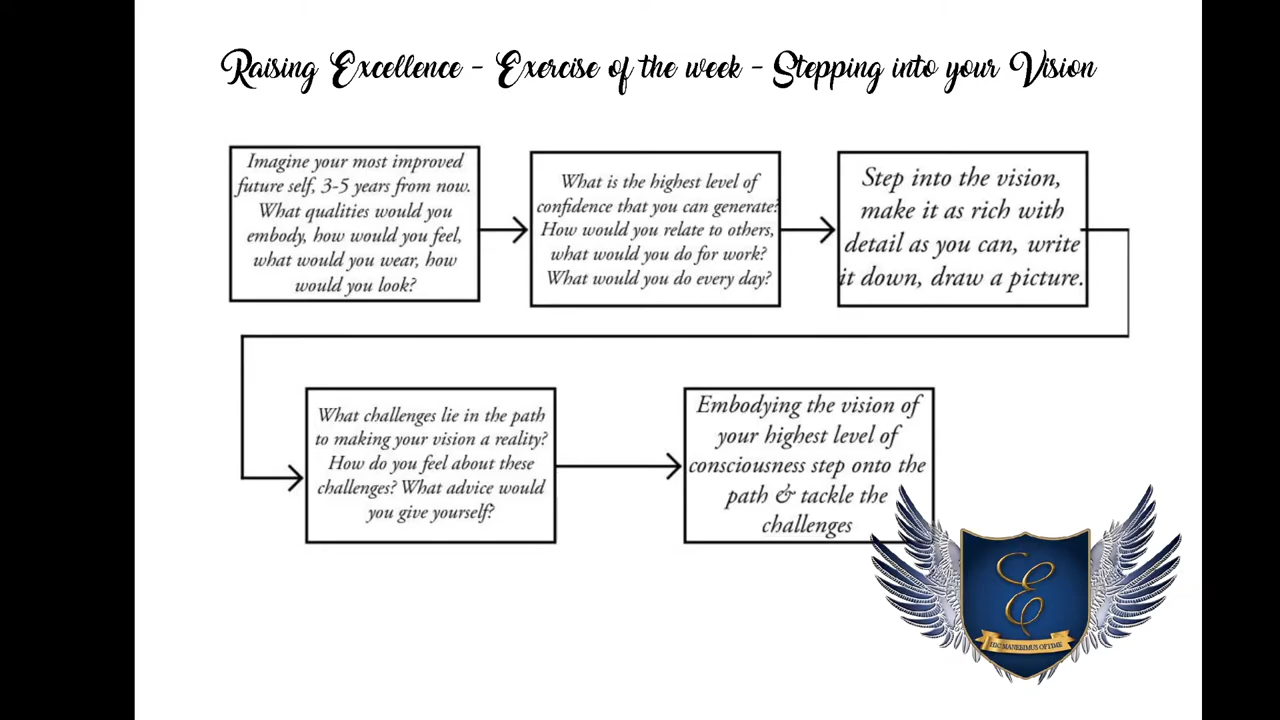 Raising Excellence - Exercise of the week - Stepping into your Vision
Imagine your most improved
future self, 3-5 years from now.
What qualities would you
embody, how would you feel,
what would you wear, how
would you look?
What is the highest level of
confidence that you can generate?
How would you relate to others,
what would you do for work?
What would you do every day?
Step into the vision,
make it as rich with
detail as you can, write
it down, draw a picture.
What challenges lie in the path
to making your vision a reality?
How do you feel about these
challenges? What advice would
you give yourself?
Embodying the vision of
your highest level of
consciousness step onto the
path & tackle the
challenges
E
HIC MANEBIMUS OPTIME